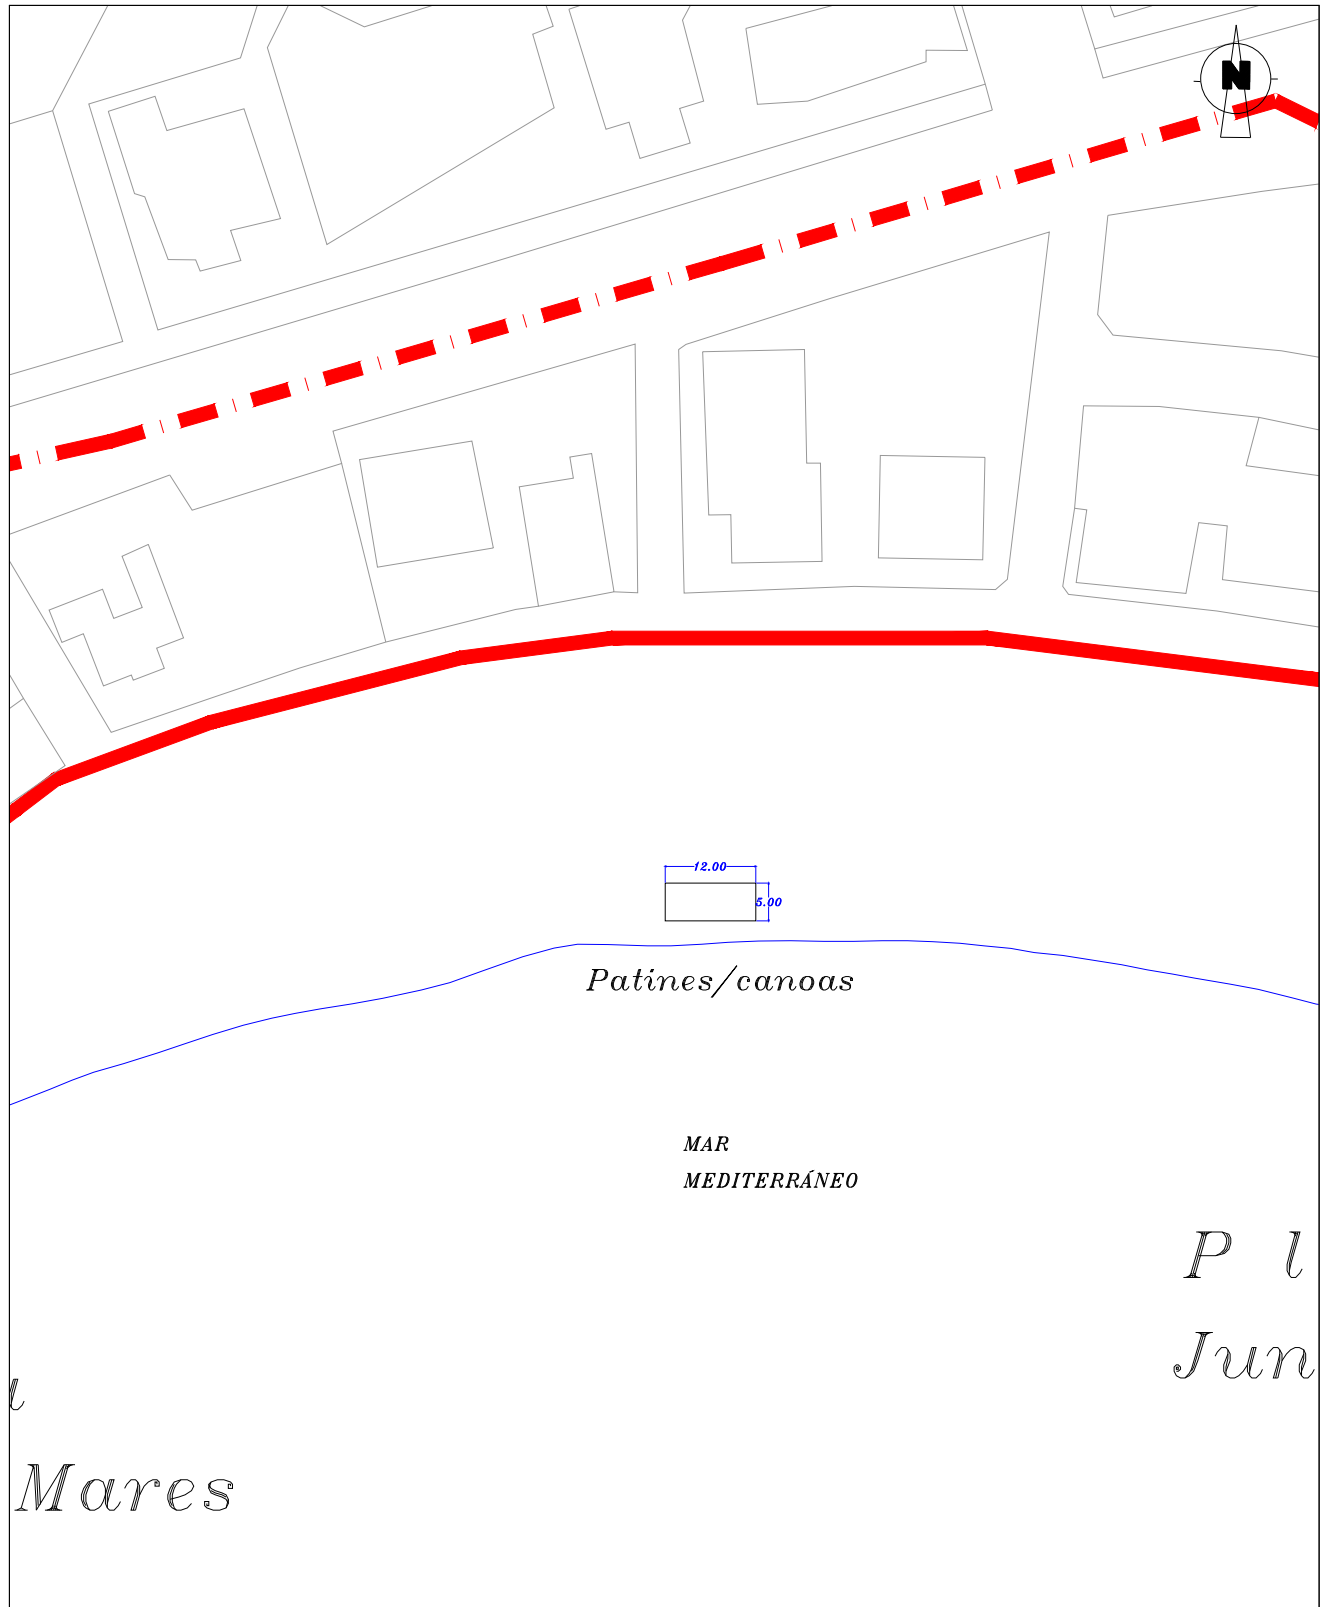 N
12.00
5.00
Patines/canoas
MAR
MEDITERRÁNEO
P l
Jun
a
Mares